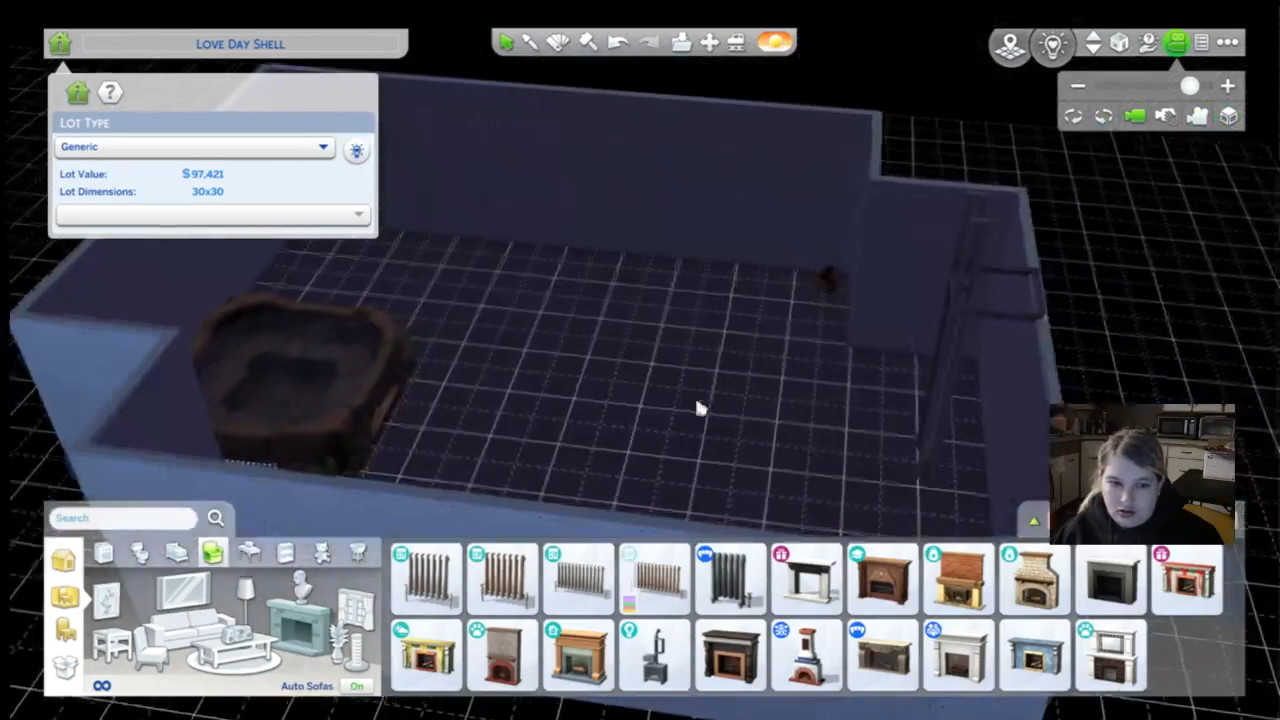 LOVE DAY SHELL
?
LOT TYPE
Generic
Lot Value: $97,421
Lot Dimensions: 30x30
Search
Auto Sofas On